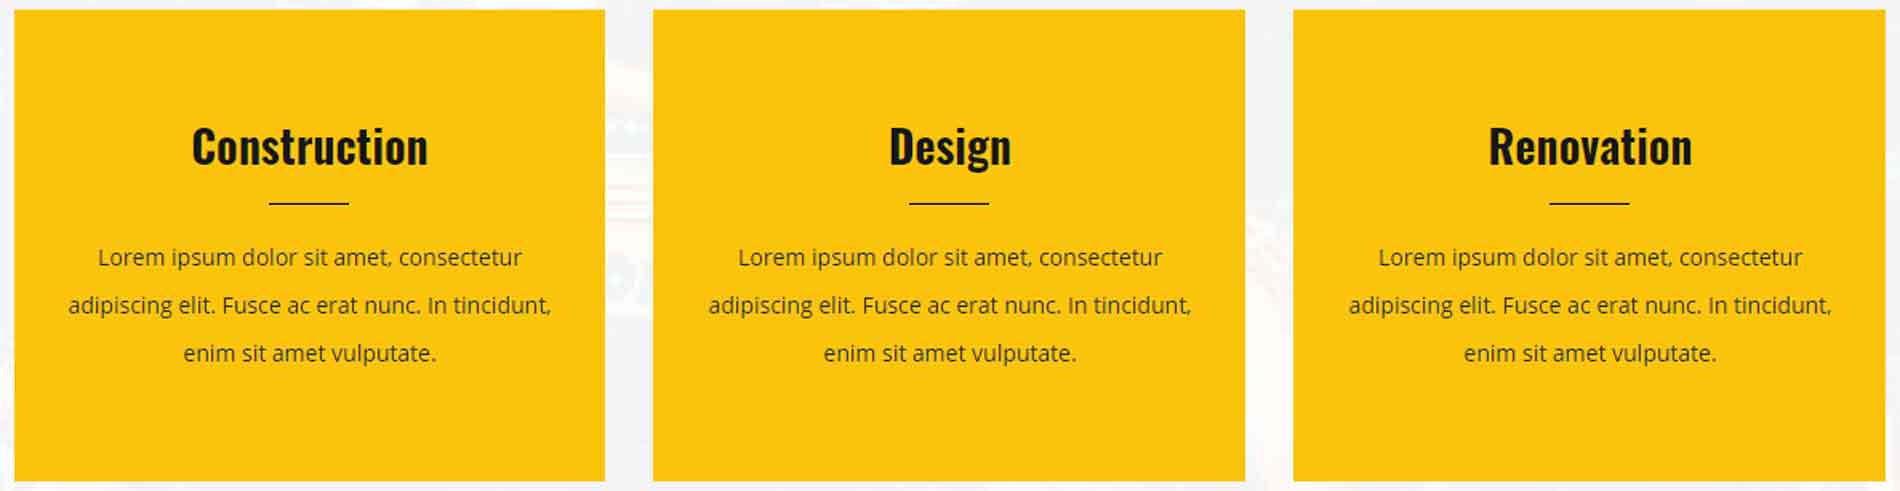 Construction
Lorem ipsum dolor sit amet, consectetur
adipiscing elit. Fusce ac erat nunc. In tincidunt,
enim sit amet vulputate.
Design
Lorem ipsum dolor sit amet, consectetur
adipiscing elit. Fusce ac erat nunc. In tincidunt,
enim sit amet vulputate.
Renovation
Lorem ipsum dolor sit amet, consectetur
adipiscing elit. Fusce ac erat nunc. In tincidunt,
enim sit amet vulputate.